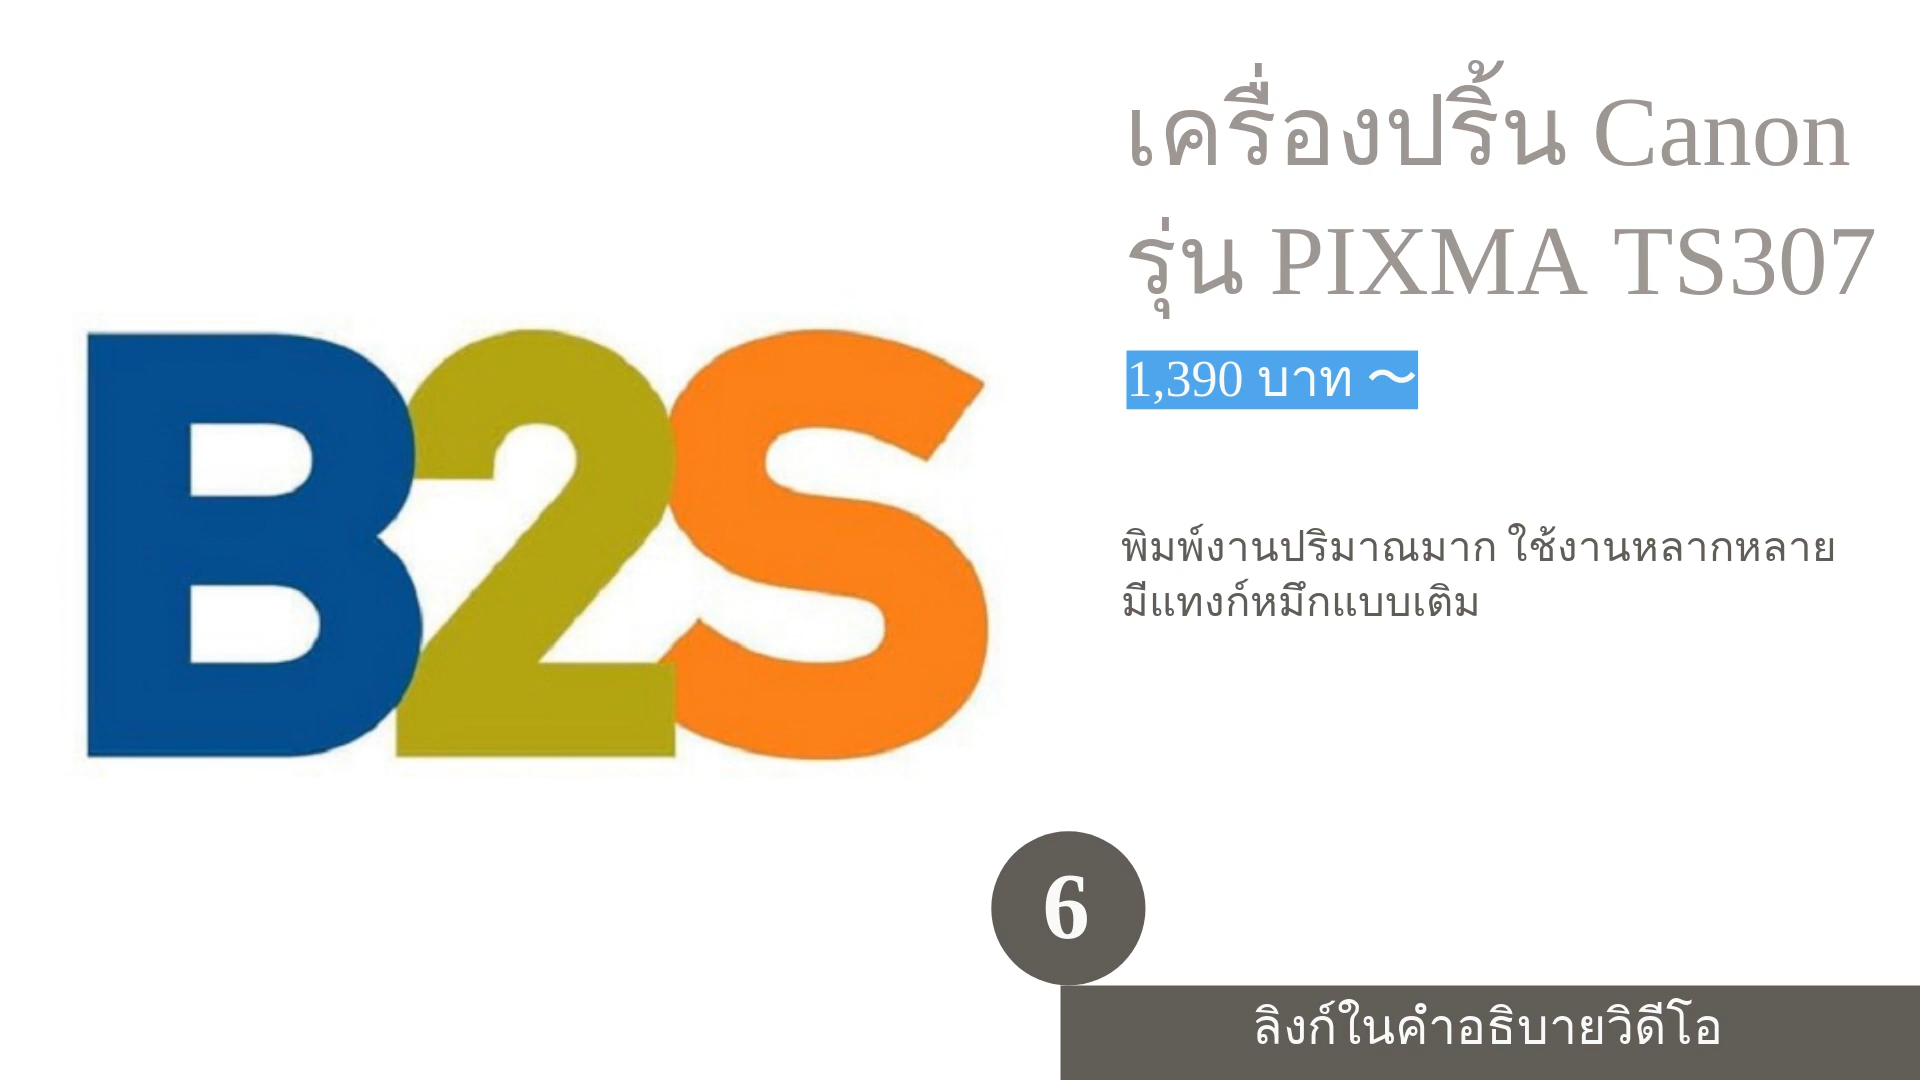 B2S
เครื่องปริ้น Canon
รุ่น PIXMA TS307
1,390 บาท ～
พิมพ์งานปริมาณมาก ใช้งานหลากหลาย
มีแทงก์หมึกแบบเติม
6
ลิงก์ในคำอธิบายวิดีโอ